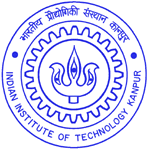 भारतीय प्रौद्योगिकी संस्थान कानपुर
INDIAN INSTITUTE OF TECHNOLOGY KANPUR